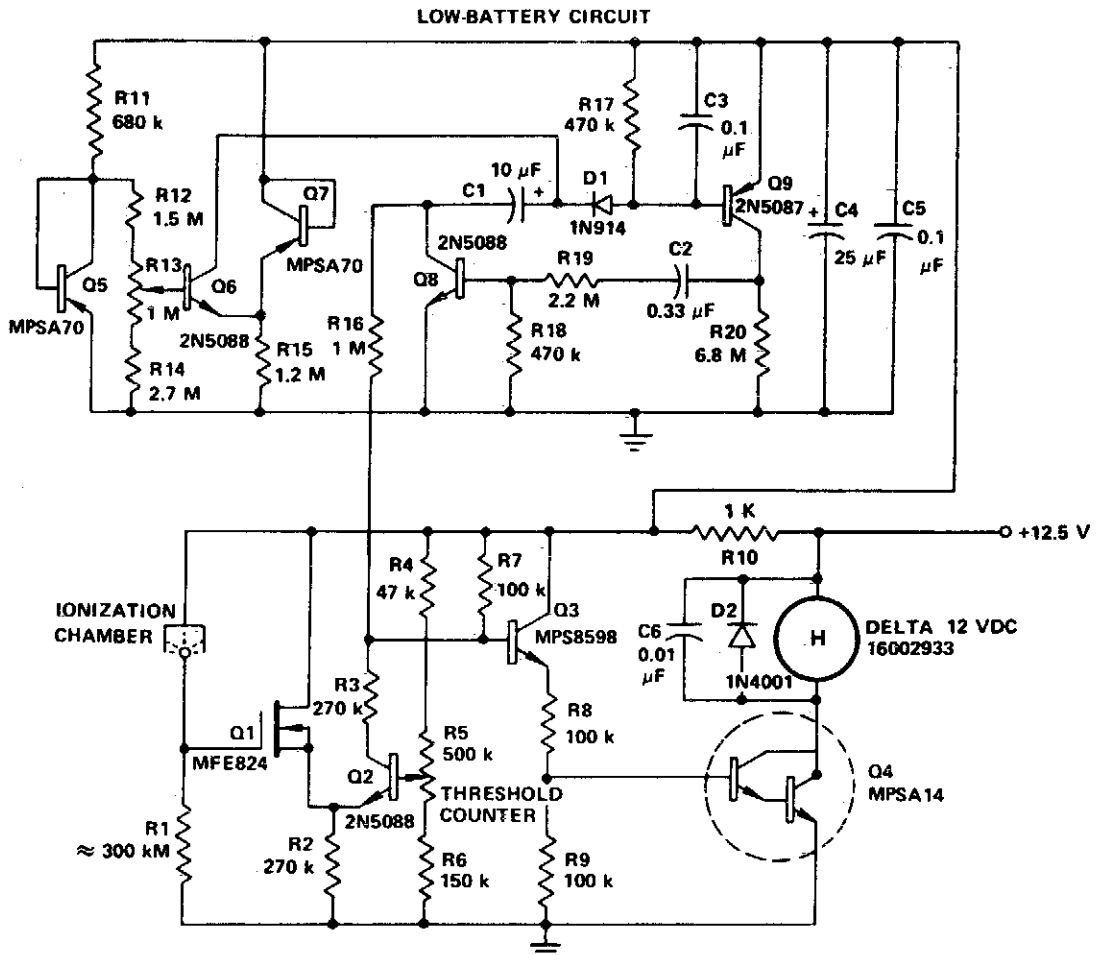 LOW-BATTERY CIRCUIT
R11
680 k
R12
1.5 M
R13
1 M
R14
2.7 M
Q5
MPSA70
Q6
2N5088
Q7
MPSA70
R15
1.2 M
R16
1 M
10 µF
C1
+
D1
1N914
2N5088
Q8
R17
470 k
C3
0.1
µF
Q9
2N5087
R19
2.2 M
C2
0.33 µF
R18
470 k
R20
6.8 M
+
C4
25 µF
C5
0.1
µF
1 K
R10
+12.5 V
IONIZATION
CHAMBER
R1
≈ 300 kM
Q1
MFE824
R2
270 k
R3
270 k
Q2
2N5088
R4
47 k
R5
500 k
THRESHOLD
COUNTER
R6
150 k
R7
100 k
Q3
MPS8598
R8
100 k
R9
100 k
C6
0.01
µF
D2
1N4001
H
DELTA 12 VDC
16002933
Q4
MPSA14